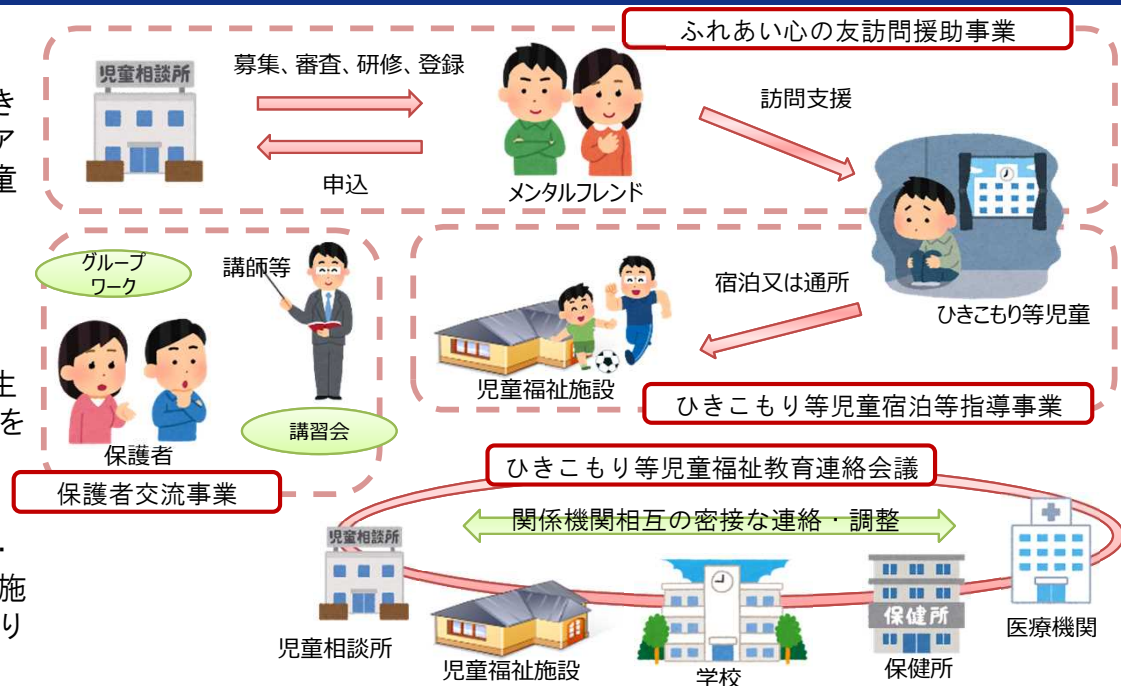 ふれあい心の友訪問援助事業
児童相談所
募集、審査、研修、登録
申込
メンタルフレンド
訪問支援
き
ア
童
ひきこもり等児童
グループ
ワーク
講師等
保護者
講習会
保護者交流事業
宿泊又は通所
児童福祉施設
ひきこもり等児童宿泊等指導事業
生
を
・
施
り
ひきこもり等児童福祉教育連絡会議
関係機関相互の密接な連絡・調整
児童相談所
児童相談所
児童福祉施設
学校
保健所
保健所
医療機関